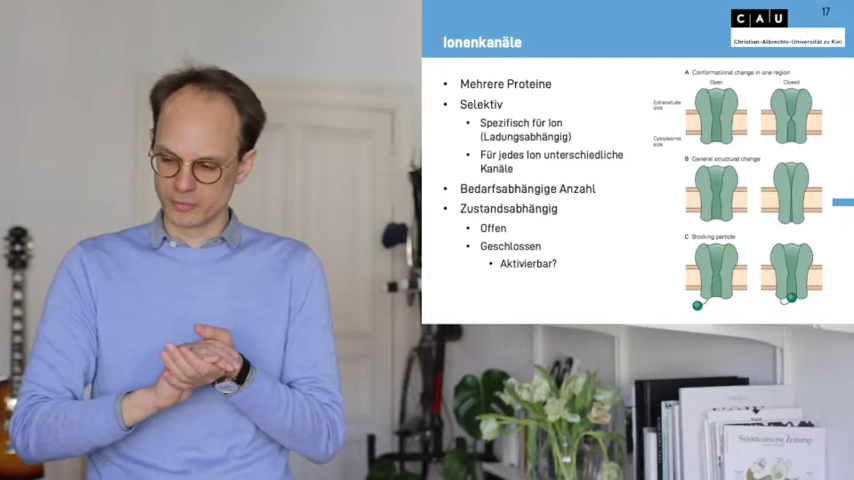 Ionenkanäle
CAU
17
Christian-Albrechts-Universität zu Kiel
• Mehrere Proteine
• Selektiv
• Spezifisch für Ion
(Ladungsabhängig)
• Für jedes Ion unterschiedliche
Kanäle
• Bedarfsabhängige Anzahl
• Zustandsabhängig
• Offen
• Geschlossen
• Aktivierbar?
A Conformational change in one region
Open
Closed
Extracellular
side
Cytoplasmic
side
B General structural change
C Blocking particle
Süddeutsche Zeitung